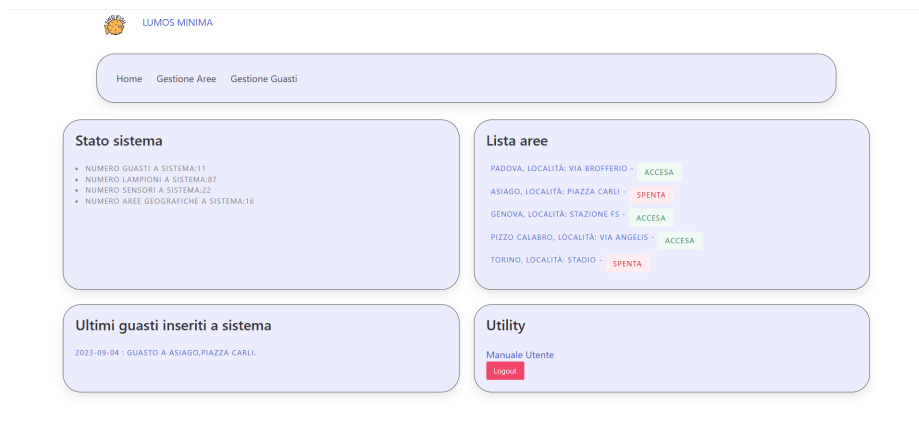 LUMOS MINIMA
Home Gestione Aree Gestione Guasti
Stato sistema
NUMERO GUASTI A SISTEMA:11
NUMERO LAMPIONI A SISTEMA:87
NUMERO SENSORI A SISTEMA:22
NUMERO AREE GEOGRAFICHE A SISTEMA:16
Lista aree
PADOVA, LOCALITÀ: VIA BROFFERIO - ACCESA
ASIAGO, LOCALITÀ: PIAZZA CARLI - SPENTA
GENOVA, LOCALITÀ: STAZIONE FS - ACCESA
PIZZO CALABRO, LOCALITÀ: VIA ANGELIS - ACCESA
TORINO, LOCALITÀ: STADIO - SPENTA
Ultimi guasti inseriti a sistema
2023-09-04 : GUASTO A ASIAGO,PIAZZA CARLI.
Utility
Manuale Utente
Logout